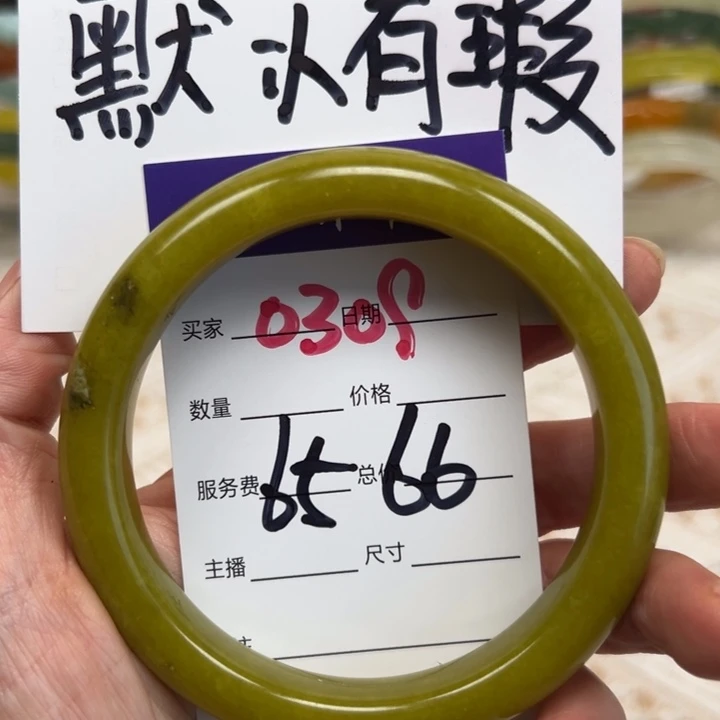 默认有瑕
买家 0309 日期
数量 价格
服务费 65 总价 66
主播 尺寸